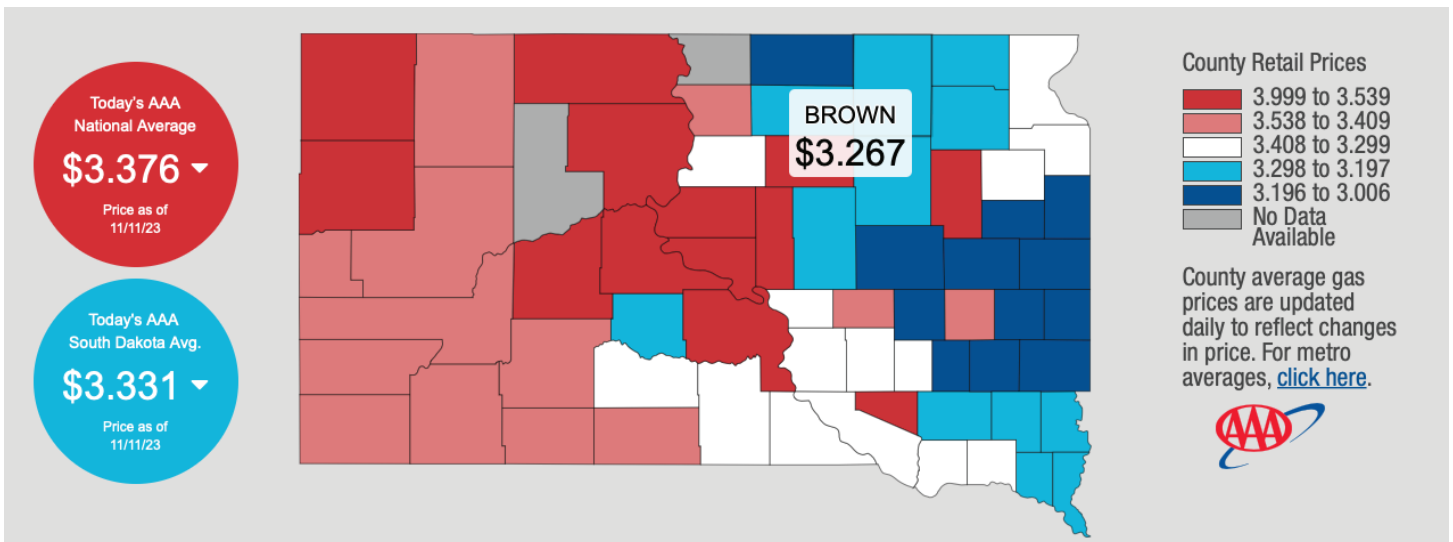 Today's AAA
National Average
$3.376
Price as of
11/11/23
Today's AAA
South Dakota Avg.
$3.331
Price as of
11/11/23
BROWN
$3.267
County Retail Prices
3.999 to 3.539
3.538 to 3.409
3.408 to 3.299
3.298 to 3.197
3.196 to 3.006
No Data
Available
County average gas
prices are updated
daily to reflect changes
in price. For metro
averages, click here.
AAA